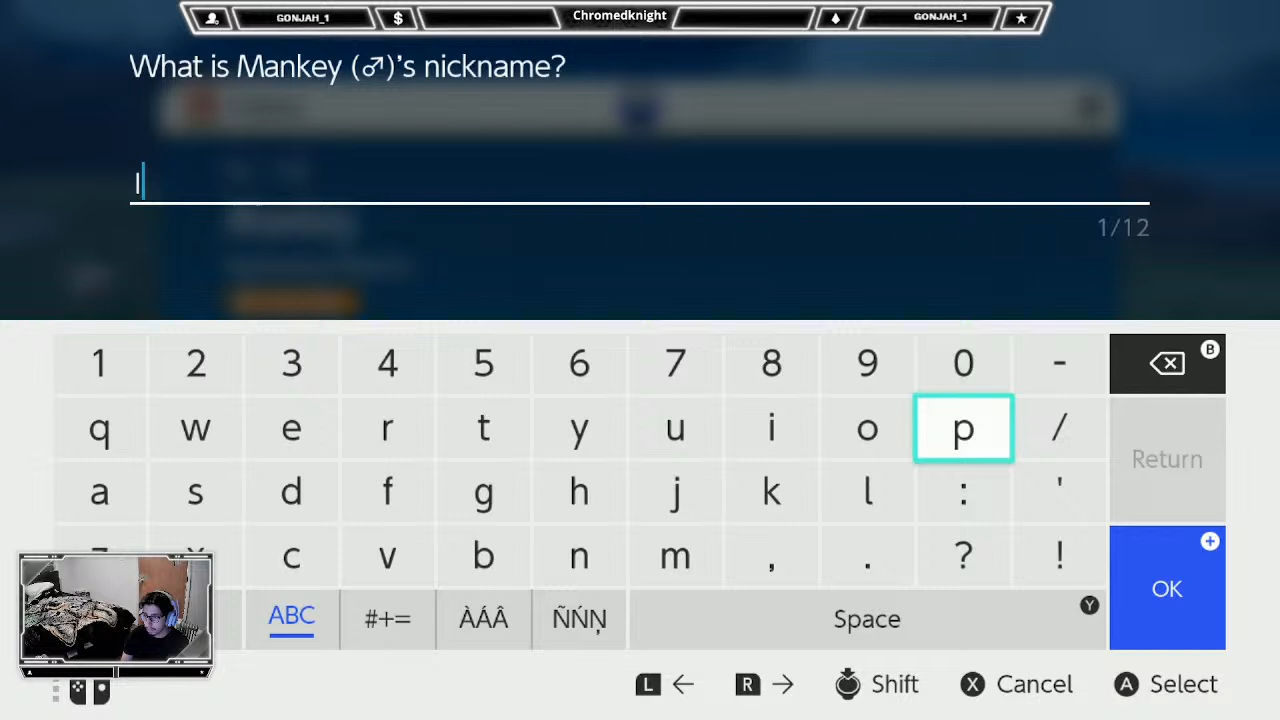 GONJAH_1 $ Chromedknight GONJAH_1
What is Mankey (♂)'s nickname?
I
1/12
1 2 3 4 5 6 7 8 9 0 - B
q w e r t y u i o p / Return
a s d f g h j k l : '
c v b n m , . ? ! +
ABC #+= ÀÁÂ ÑŃŅ Space Y OK
L ← R → Shift X Cancel A Select